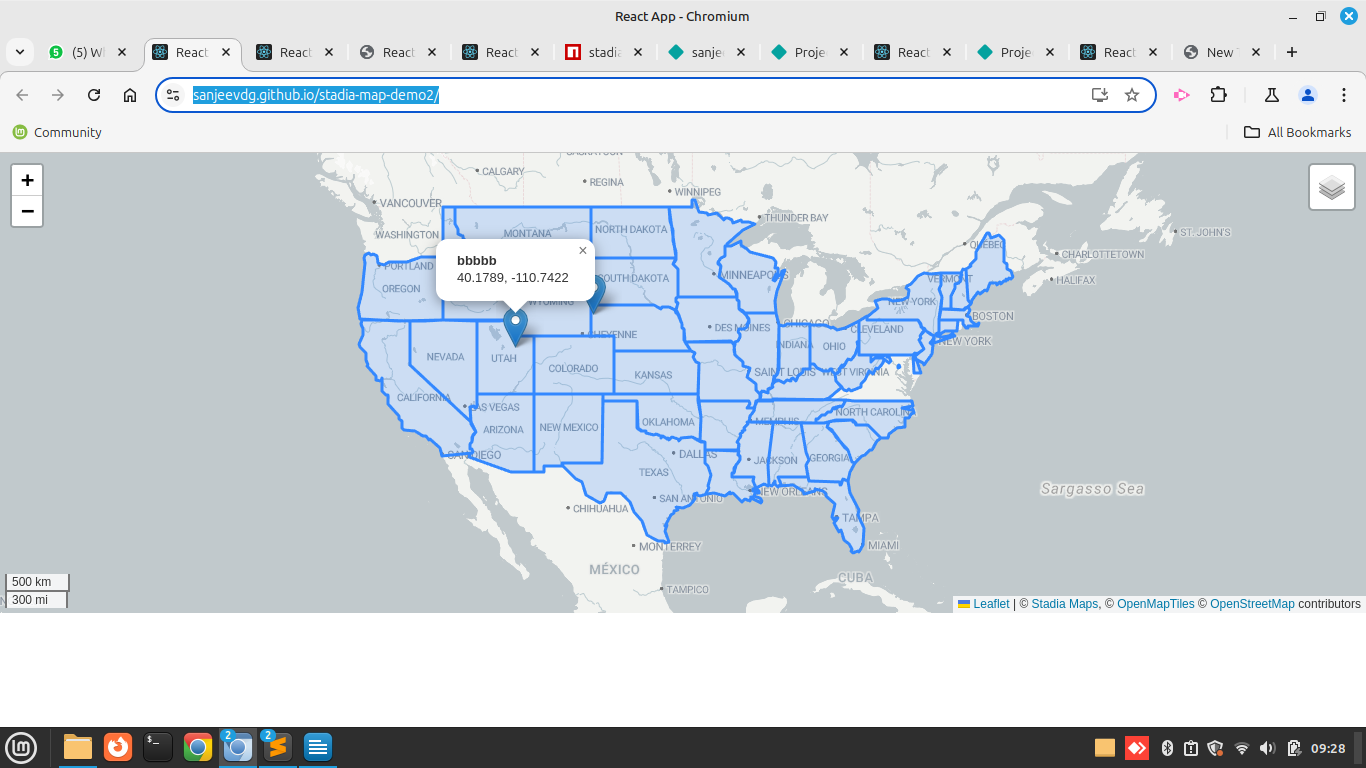 React App - Chromium
(5) W
React
React
React
React
stadia
sanje
Proje
React
Proje
React
New
sanjeevdg.github.io/stadia-map-demo2/
Community
All Bookmarks
+
−
CALGARY
REGINA
WINNIPEG
VANCOUVER
THUNDER BAY
ST. JOHN'S
WASHINGTON
MONTANA
NORTH DAKOTA
QUÉBEC
CHARLOTTETOWN
HALIFAX
PORTLAND
OREGON
bbbbb
×
40.1789, -110.7422
SOUTH DAKOTA
MINNEAPOLIS
VERMONT
WYOMING
NEW YORK
BOSTON
CHEYENNE
DES MOINES
CHICAGO
CLEVELAND
NEW YORK
NEVADA
UTAH
COLORADO
KANSAS
INDIANA
OHIO
SAINT LOUIS
WEST VIRGINIA
CALIFORNIA
LAS VEGAS
ARIZONA
NEW MEXICO
OKLAHOMA
MEMPHIS
NORTH CAROLINA
SAN DIEGO
DALLAS
TEXAS
JACKSON
GEORGIA
SAN ANTONIO
NEW ORLEANS
Sargasso Sea
CHIHUAHUA
TAMPA
MONTERREY
MIAMI
MÉXICO
CUBA
TAMPICO
500 km
300 mi
Leaflet | © Stadia Maps, © OpenMapTiles © OpenStreetMap contributors
2
2
09:28